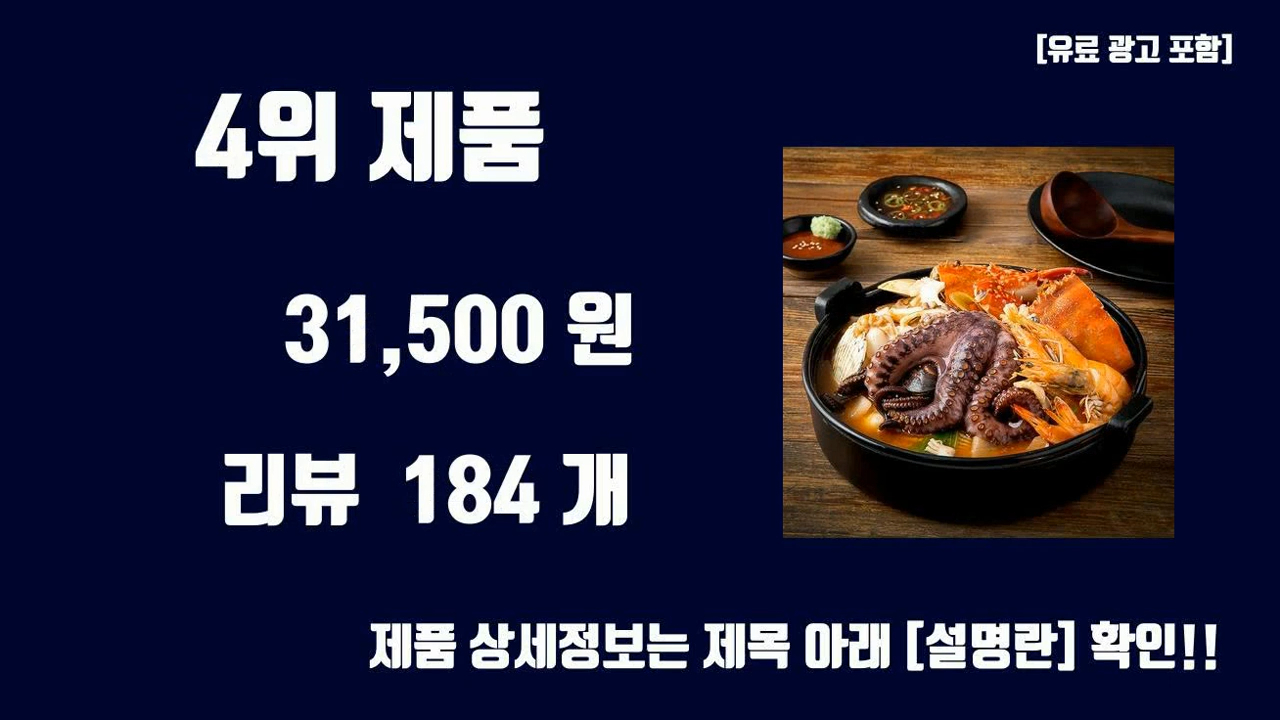 [유료 광고 포함]
4위 제품
31,500 원
리뷰 184 개
제품 상세정보는 제목 아래 [설명란] 확인!!